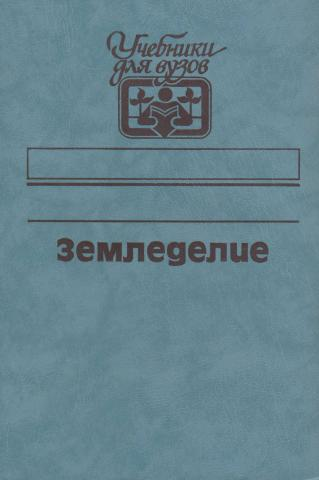 Учебники
для вузов
Земледелие